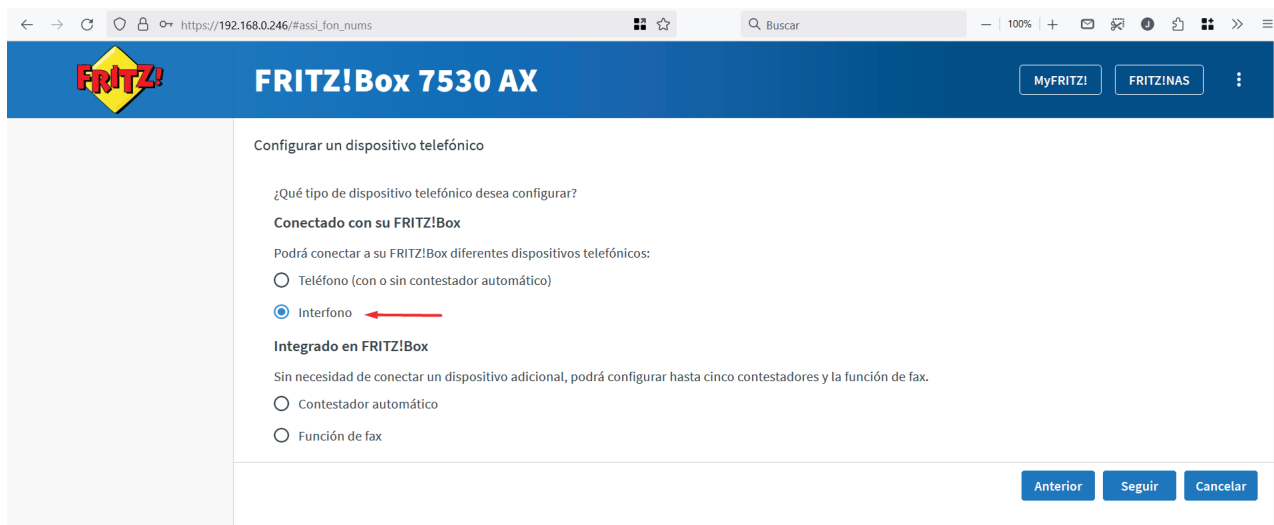 https://192.168.0.246/#assi_fon_nums
Buscar
100%
J
FRITZ!
FRITZ!Box 7530 AX
MyFRITZ!
FRITZ!NAS
Configurar un dispositivo telefónico
¿Qué tipo de dispositivo telefónico desea configurar?
Conectado con su FRITZ!Box
Podrá conectar a su FRITZ!Box diferentes dispositivos telefónicos:
Teléfono (con o sin contestador automático)
Interfono
Integrado en FRITZ!Box
Sin necesidad de conectar un dispositivo adicional, podrá configurar hasta cinco contestadores y la función de fax.
Contestador automático
Función de fax
Anterior
Seguir
Cancelar